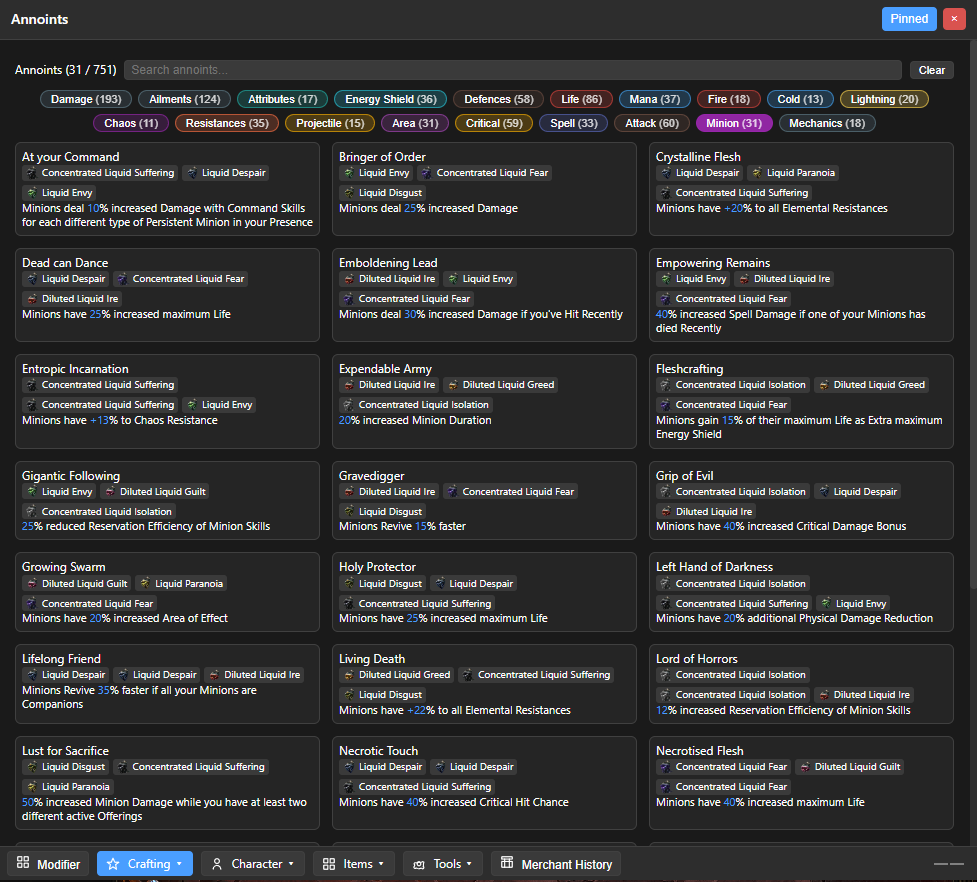 Annoints
Pinned
×
Annoints (31 / 751)
Search annoints...
Clear
Damage (193)
Ailments (124)
Attributes (17)
Energy Shield (36)
Defences (58)
Life (86)
Mana (37)
Fire (18)
Cold (13)
Lightning (20)
Chaos (11)
Resistances (35)
Projectile (15)
Area (31)
Critical (59)
Spell (33)
Attack (60)
Minion (31)
Mechanics (18)
At your Command
Concentrated Liquid Suffering
Liquid Despair
Liquid Envy
Minions deal 10% increased Damage with Command Skills
for each different type of Persistent Minion in your Presence
Bringer of Order
Liquid Envy
Concentrated Liquid Fear
Liquid Disgust
Minions deal 25% increased Damage
Crystalline Flesh
Liquid Despair
Liquid Paranoia
Concentrated Liquid Suffering
Minions have +20% to all Elemental Resistances
Dead can Dance
Liquid Despair
Concentrated Liquid Fear
Diluted Liquid Ire
Minions have 25% increased maximum Life
Emboldening Lead
Diluted Liquid Ire
Liquid Envy
Concentrated Liquid Fear
Minions deal 30% increased Damage if you've Hit Recently
Empowering Remains
Liquid Envy
Diluted Liquid Ire
Concentrated Liquid Fear
40% increased Spell Damage if one of your Minions has
died Recently
Entropic Incarnation
Concentrated Liquid Suffering
Concentrated Liquid Suffering
Liquid Envy
Minions have +13% to Chaos Resistance
Expendable Army
Diluted Liquid Ire
Diluted Liquid Greed
Concentrated Liquid Isolation
20% increased Minion Duration
Fleshcrafting
Concentrated Liquid Isolation
Diluted Liquid Greed
Concentrated Liquid Fear
Minions gain 15% of their maximum Life as Extra maximum
Energy Shield
Gigantic Following
Liquid Envy
Diluted Liquid Guilt
Concentrated Liquid Isolation
25% reduced Reservation Efficiency of Minion Skills
Gravedigger
Diluted Liquid Ire
Concentrated Liquid Fear
Liquid Disgust
Minions Revive 15% faster
Grip of Evil
Concentrated Liquid Isolation
Liquid Despair
Diluted Liquid Ire
Minions have 40% increased Critical Damage Bonus
Growing Swarm
Diluted Liquid Guilt
Liquid Paranoia
Concentrated Liquid Fear
Minions have 20% increased Area of Effect
Holy Protector
Liquid Disgust
Liquid Despair
Concentrated Liquid Suffering
Minions have 25% increased maximum Life
Left Hand of Darkness
Concentrated Liquid Isolation
Concentrated Liquid Suffering
Liquid Envy
Minions have 20% additional Physical Damage Reduction
Lifelong Friend
Liquid Despair
Liquid Despair
Diluted Liquid Ire
Minions Revive 35% faster if all your Minions are
Companions
Living Death
Diluted Liquid Greed
Concentrated Liquid Suffering
Liquid Disgust
Minions have +22% to all Elemental Resistances
Lord of Horrors
Concentrated Liquid Isolation
Concentrated Liquid Isolation
Diluted Liquid Ire
12% increased Reservation Efficiency of Minion Skills
Lust for Sacrifice
Liquid Disgust
Concentrated Liquid Suffering
Liquid Paranoia
50% increased Minion Damage while you have at least two
different active Offerings
Necrotic Touch
Liquid Despair
Liquid Despair
Concentrated Liquid Suffering
Minions have 40% increased Critical Hit Chance
Necrotised Flesh
Concentrated Liquid Fear
Diluted Liquid Guilt
Concentrated Liquid Fear
Minions have 40% increased maximum Life
Modifier
Crafting
Character
Items
Tools
Merchant History